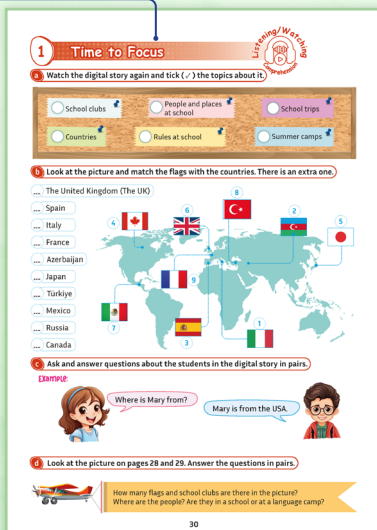 1 Time to Focus
Listening/Watching
Comprehension
a Watch the digital story again and tick (✓) the topics about it.
School clubs
People and places
at school
School trips
Countries
Rules at school
Summer camps
b Look at the picture and match the flags with the countries. There is an extra one.
... The United Kingdom (The UK)
... Spain
... Italy
... France
... Azerbaijan
... Japan
... Türkiye
... Mexico
... Russia
... Canada
8
6
2
4
5
9
7
3
1
c Ask and answer questions about the students in the digital story in pairs.
Example:
Where is Mary from?
Mary is from the USA.
d Look at the picture on pages 28 and 29. Answer the questions in pairs.
How many flags and school clubs are there in the picture?
Where are the people? Are they in a school or at a language camp?
30